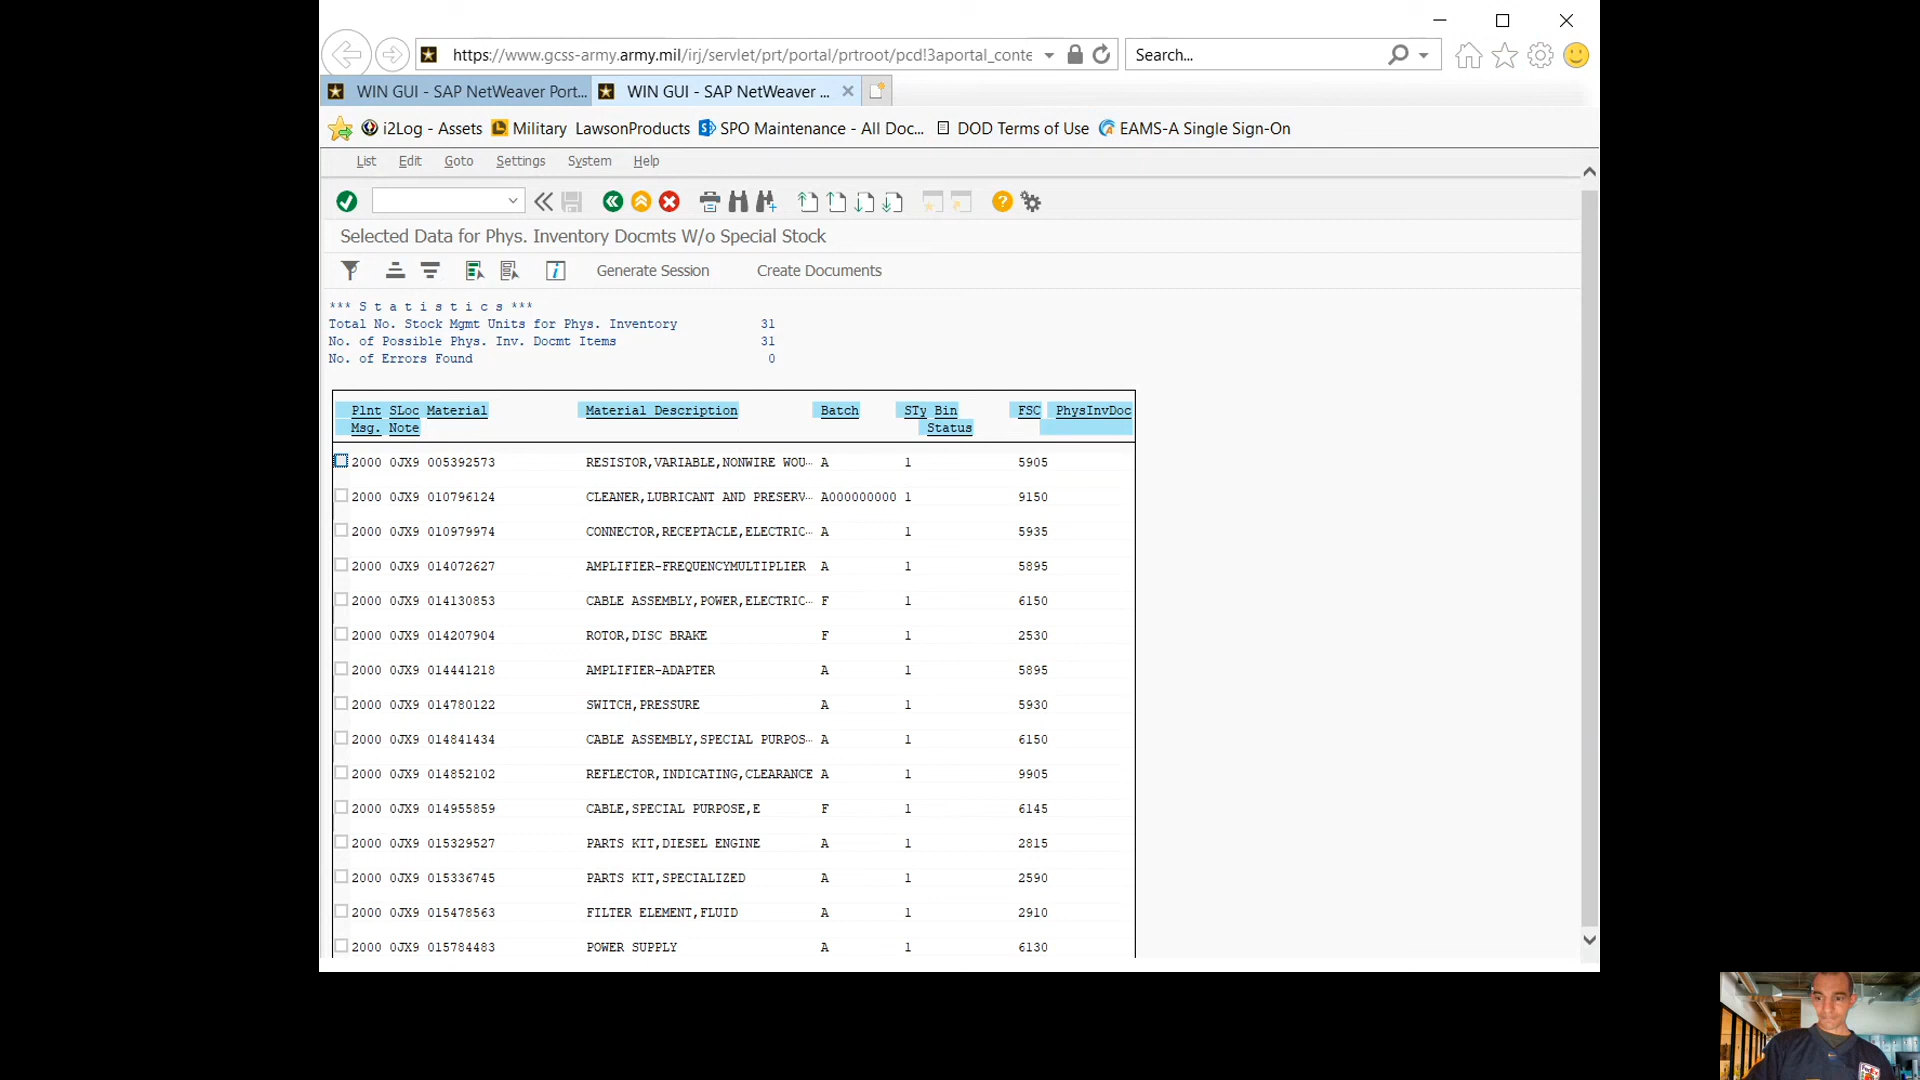 https://www.gcss-army.army.mil/irj/servlet/prt/portal/prtroot/pcd!3aportal_conte
Search...
WIN GUI - SAP NetWeaver Port...
WIN GUI - SAP NetWeaver ...
i2Log - Assets
Military
LawsonProducts
SPO Maintenance - All Doc...
DOD Terms of Use
EAMS-A Single Sign-On
List Edit Goto Settings System Help
Selected Data for Phys. Inventory Docmts W/o Special Stock
Generate Session Create Documents
*** S t a t i s t i c s ***
Total No. Stock Mgmt Units for Phys. Inventory 31
No. of Possible Phys. Inv. Docmt Items 31
No. of Errors Found 0
Plnt SLoc Material Material Description Batch STy Bin FSC PhysInvDoc
Msg. Note Status
2000 0JX9 005392573 RESISTOR,VARIABLE,NONWIRE WOU… A 1 5905
2000 0JX9 010796124 CLEANER,LUBRICANT AND PRESERV… A000000000 1 9150
2000 0JX9 010979974 CONNECTOR,RECEPTACLE,ELECTRIC… A 1 5935
2000 0JX9 014072627 AMPLIFIER-FREQUENCYMULTIPLIER A 1 5895
2000 0JX9 014130853 CABLE ASSEMBLY,POWER,ELECTRIC… F 1 6150
2000 0JX9 014207904 ROTOR,DISC BRAKE F 1 2530
2000 0JX9 014441218 AMPLIFIER-ADAPTER A 1 5895
2000 0JX9 014780122 SWITCH,PRESSURE A 1 5930
2000 0JX9 014841434 CABLE ASSEMBLY,SPECIAL PURPOS… A 1 6150
2000 0JX9 014852102 REFLECTOR,INDICATING,CLEARANCE A 1 9905
2000 0JX9 014955859 CABLE,SPECIAL PURPOSE,E F 1 6145
2000 0JX9 015329527 PARTS KIT,DIESEL ENGINE A 1 2815
2000 0JX9 015336745 PARTS KIT,SPECIALIZED A 1 2590
2000 0JX9 015478563 FILTER ELEMENT,FLUID A 1 2910
2000 0JX9 015784483 POWER SUPPLY A 1 6130